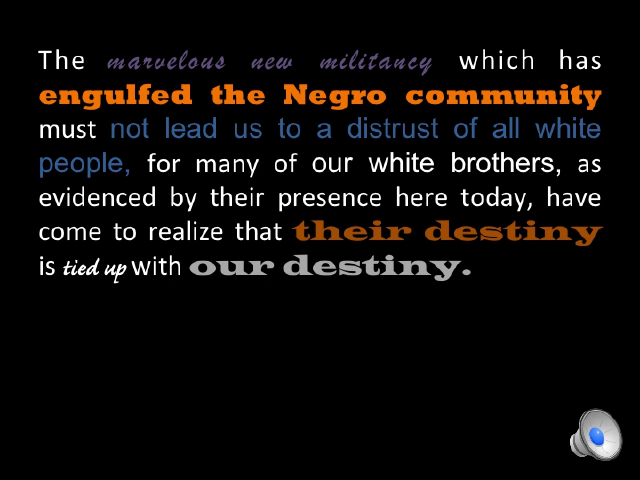 The marvelous new militancy which has
engulfed the Negro community
must not lead us to a distrust of all white
people, for many of our white brothers, as
evidenced by their presence here today, have
come to realize that their destiny
is tied up with our destiny.